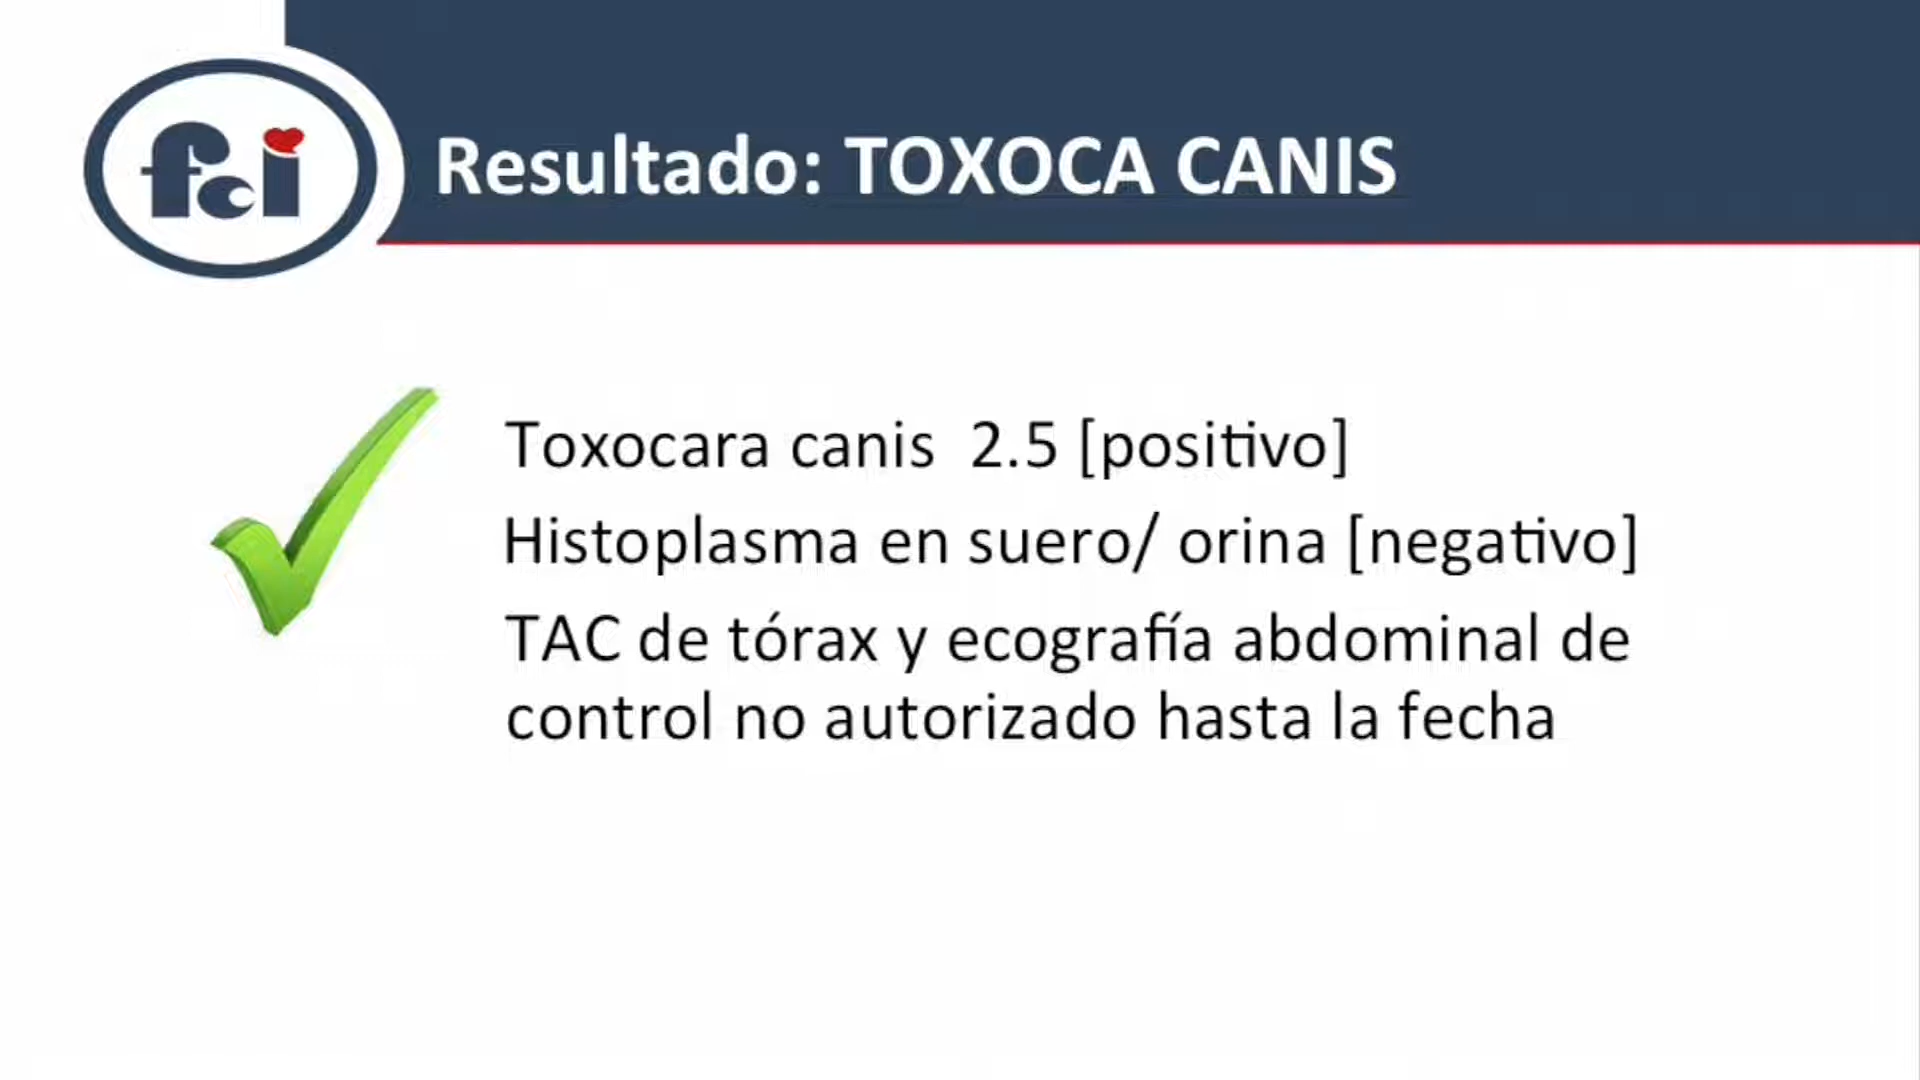 fci
Resultado: TOXOCA CANIS
Toxocara canis 2.5 [positivo]
Histoplasma en suero/ orina [negativo]
TAC de tórax y ecografía abdominal de
control no autorizado hasta la fecha